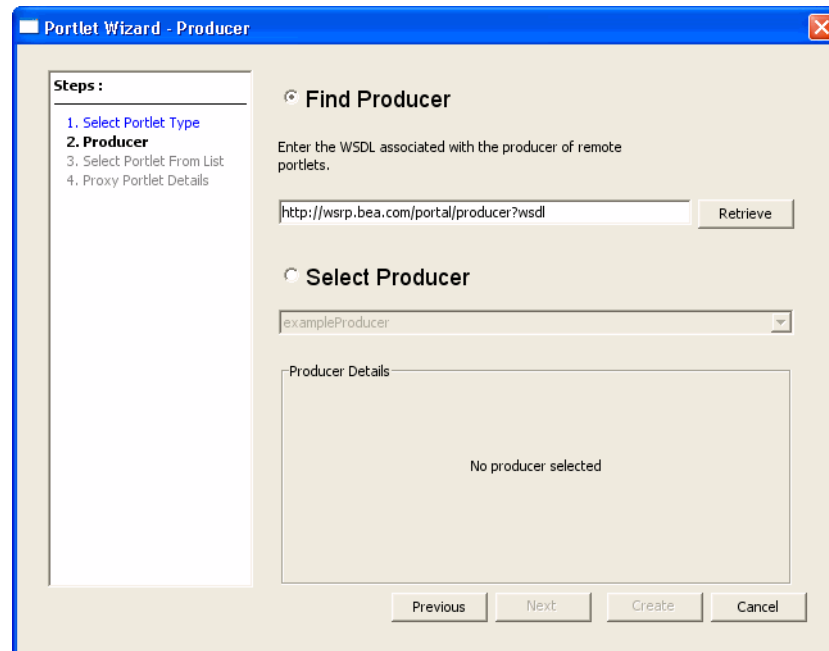 Portlet Wizard - Producer
Steps :
1. Select Portlet Type
2. Producer
3. Select Portlet From List
4. Proxy Portlet Details
Find Producer
Enter the WSDL associated with the producer of remote
portlets.
http://wsrp.bea.com/portal/producer?wsdl
Retrieve
Select Producer
exampleProducer
Producer Details
No producer selected
Previous
Next
Create
Cancel